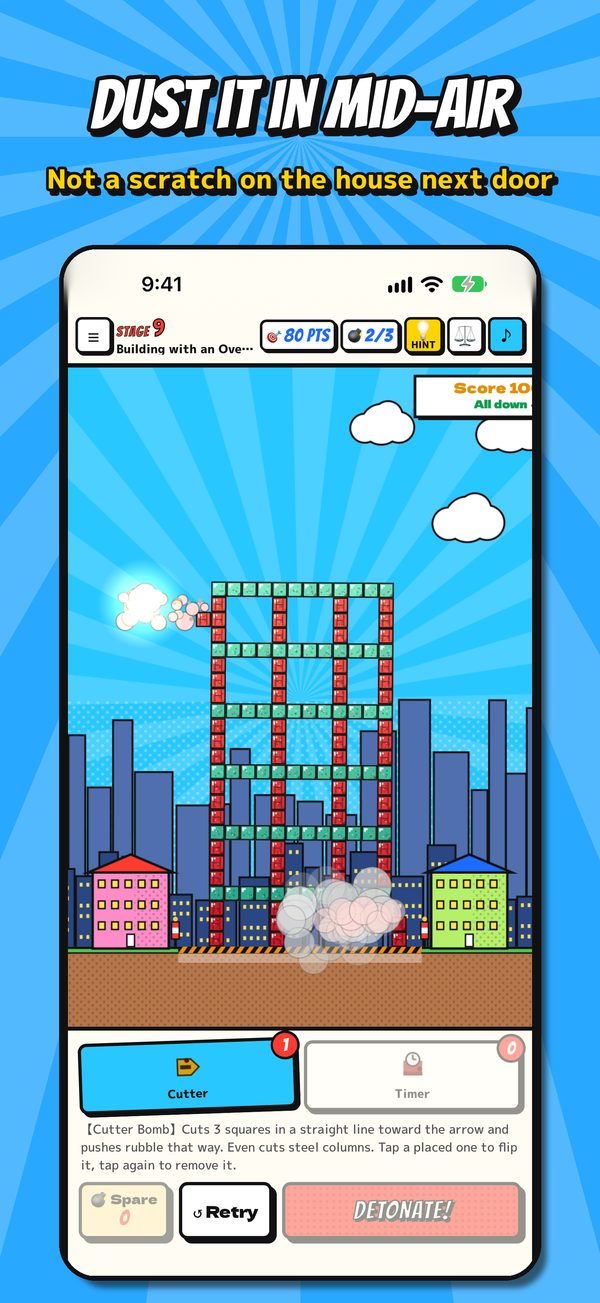 DUST IT IN MID-AIR
Not a scratch on the house next door
9:41
STAGE 9
Building with an Ove…
80 PTS
2/3
HINT
Score 10
All down
1
Cutter
0
Timer
【Cutter Bomb】Cuts 3 squares in a straight line toward the arrow and
pushes rubble that way. Even cuts steel columns. Tap a placed one to flip
it, tap again to remove it.
Spare
0
Retry
DETONATE!